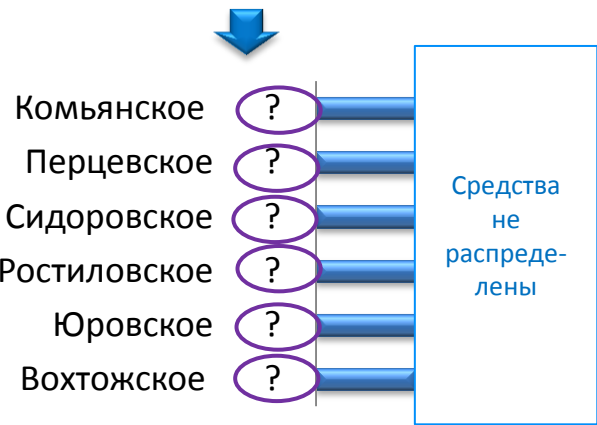 Комьянское ?
Перцевское ?
Сидоровское ?
Ростиловское ?
Юровское ?
Вохтожское ?
Средства
не
распреде-
лены